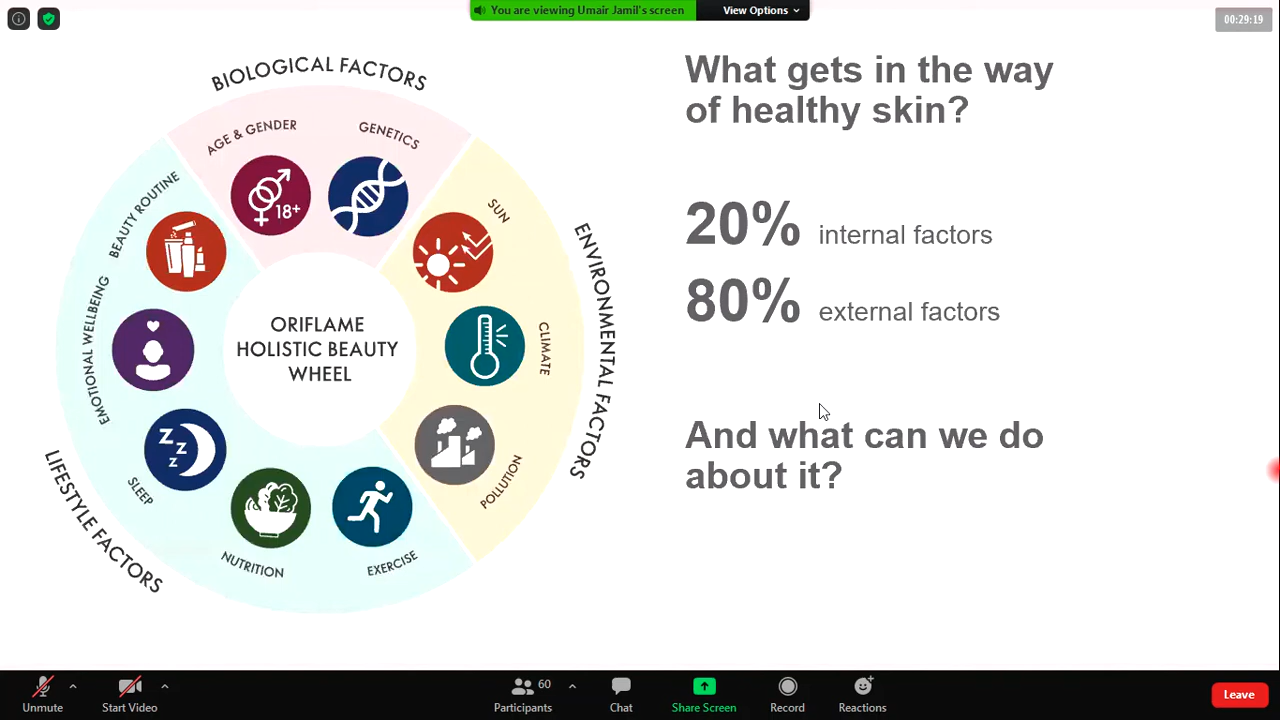 You are viewing Umair Jamil's screen
View Options
00:29:19
BIOLOGICAL FACTORS
AGE & GENDER
GENETICS
18+
BEAUTY ROUTINE
SUN
EMOTIONAL WELLBEING
ORIFLAME
HOLISTIC BEAUTY
WHEEL
CLIMATE
ENVIRONMENTAL FACTORS
Z
Z
Z
SLEEP
POLLUTION
LIFESTYLE FACTORS
NUTRITION
EXERCISE
What gets in the way
of healthy skin?
20% internal factors
80% external factors
And what can we do
about it?
Unmute
Start Video
60
Participants
Chat
Share Screen
Record
Reactions
Leave